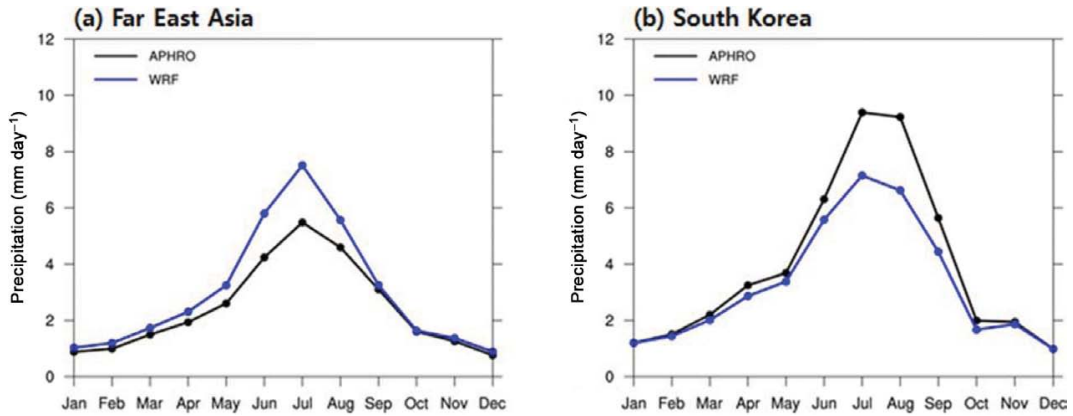 (a) Far East Asia
12
10
8
6
4
2
0
Precipitation (mm day⁻¹)
APHRO
WRF
Jan Feb Mar Apr May Jun Jul Aug Sep Oct Nov Dec
(b) South Korea
12
10
8
6
4
2
0
Precipitation (mm day⁻¹)
APHRO
WRF
Jan Feb Mar Apr May Jun Jul Aug Sep Oct Nov Dec